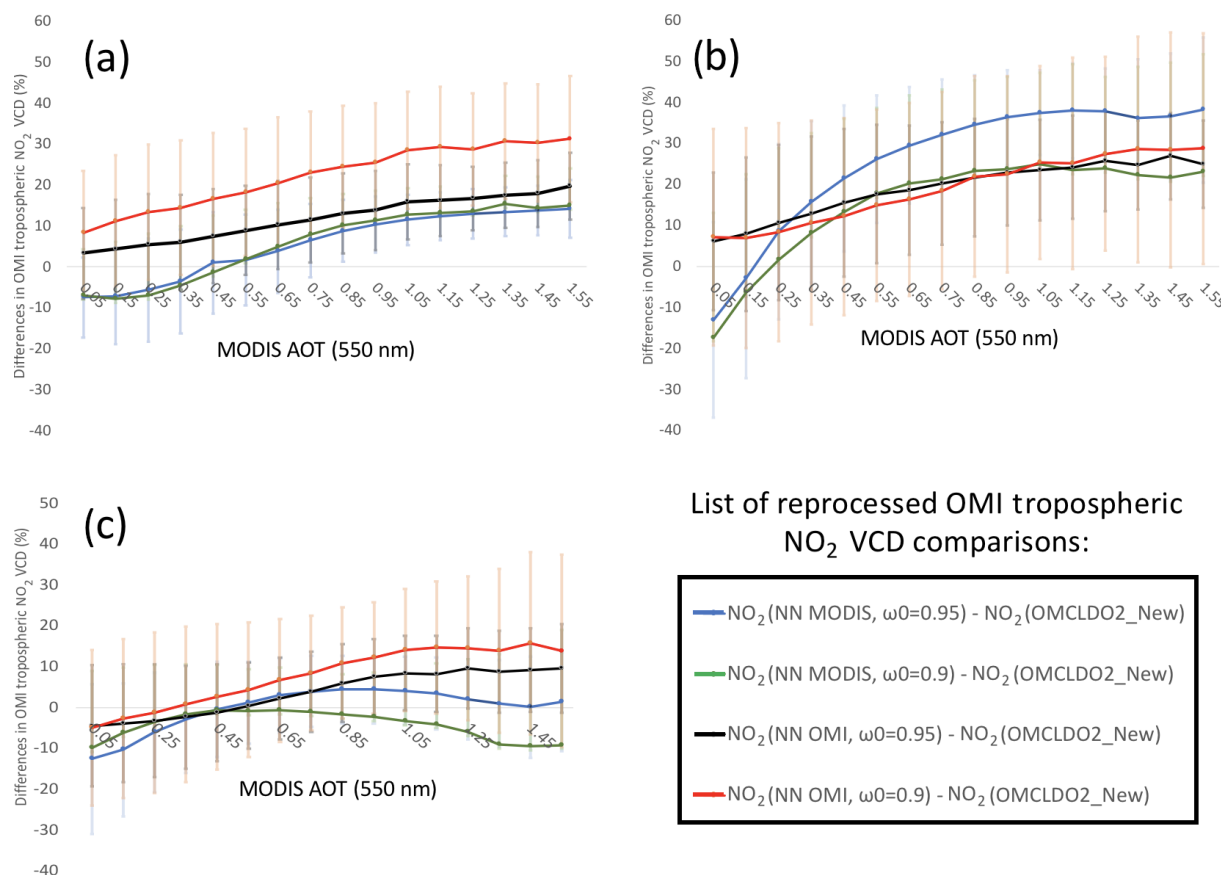 (a)
Differences in OMI tropospheric NO2 VCD (%)
60
50
40
30
20
10
0
-10
-20
-30
-40
0.05 0.15 0.25 0.35 0.45 0.55 0.65 0.75 0.85 0.95 1.05 1.15 1.25 1.35 1.45 1.55
MODIS AOT (550 nm)
(b)
Differences in OMI tropospheric NO2 VCD (%)
60
50
40
30
20
10
0
-10
-20
-30
-40
0.05 0.15 0.25 0.35 0.45 0.55 0.65 0.75 0.85 0.95 1.05 1.15 1.25 1.35 1.45 1.55
MODIS AOT (550 nm)
(c)
Differences in OMI tropospheric NO2 VCD (%)
50
40
30
20
10
0
-10
-20
-30
-40
0.05 0.25 0.45 0.65 0.85 1.05 1.25 1.45
MODIS AOT (550 nm)
List of reprocessed OMI tropospheric
NO2 VCD comparisons:
NO2(NN MODIS, ω0=0.95) - NO2(OMCLDO2_New)
NO2(NN MODIS, ω0=0.9) - NO2(OMCLDO2_New)
NO2(NN OMI, ω0=0.95) - NO2(OMCLDO2_New)
NO2(NN OMI, ω0=0.9) - NO2(OMCLDO2_New)